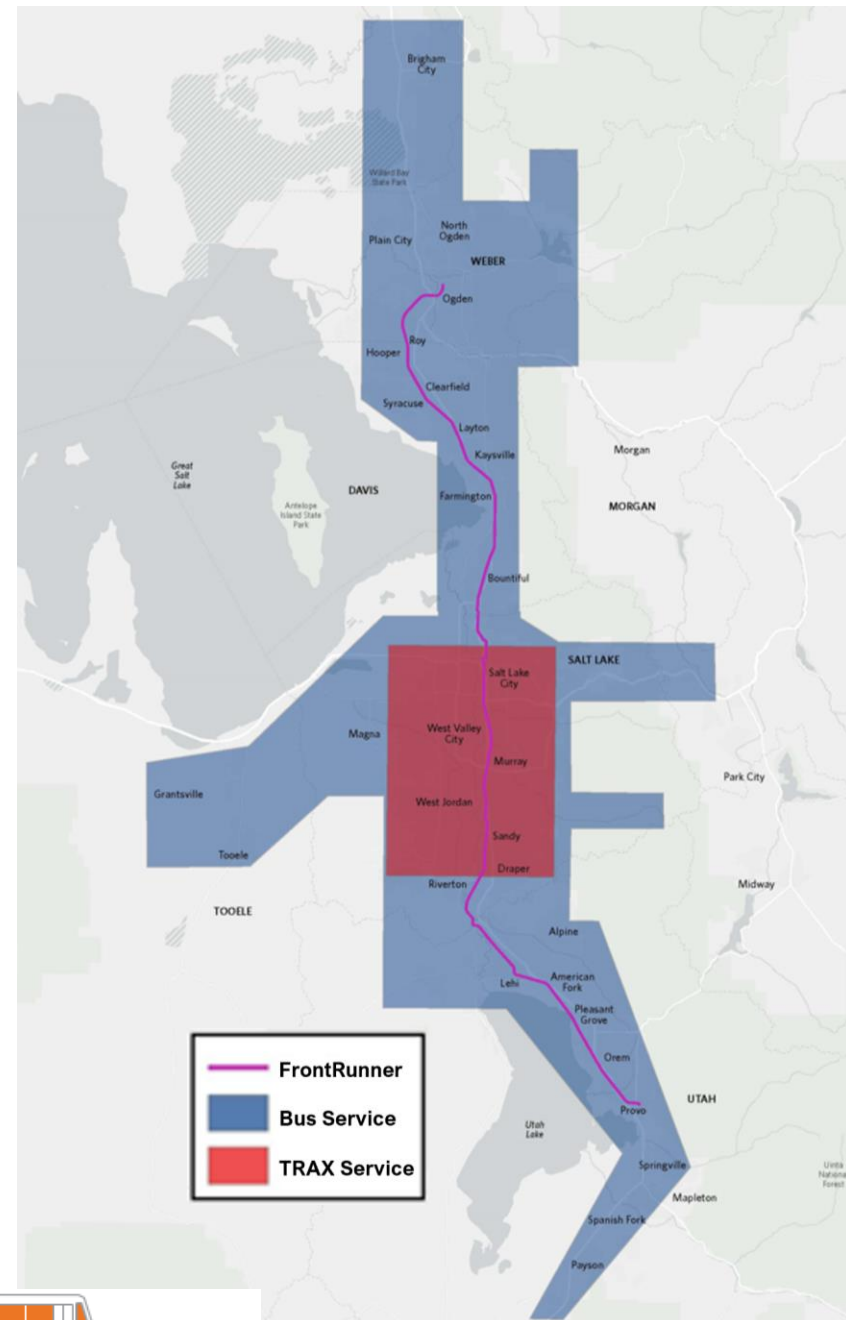 Brigham
City
Willard Bay
State Park
North
Ogden
Plain City
WEBER
Ogden
Roy
Hooper
Clearfield
Syracuse
Layton
Kaysville
Morgan
Great
Salt
Lake
DAVIS
Farmington
Antelope
Island State
Park
MORGAN
Bountiful
SALT LAKE
Salt Lake
City
Magna
West Valley
City
Murray
Park City
Grantsville
West Jordan
Sandy
Tooele
Draper
Riverton
Midway
TOOELE
Alpine
Lehi
American
Fork
Pleasant
Grove
Orem
FrontRunner
Bus Service
TRAX Service
UTAH
Provo
Utah
Lake
Springville
Uinta
Nationa
Forest
Mapleton
Spanish Fork
Payson